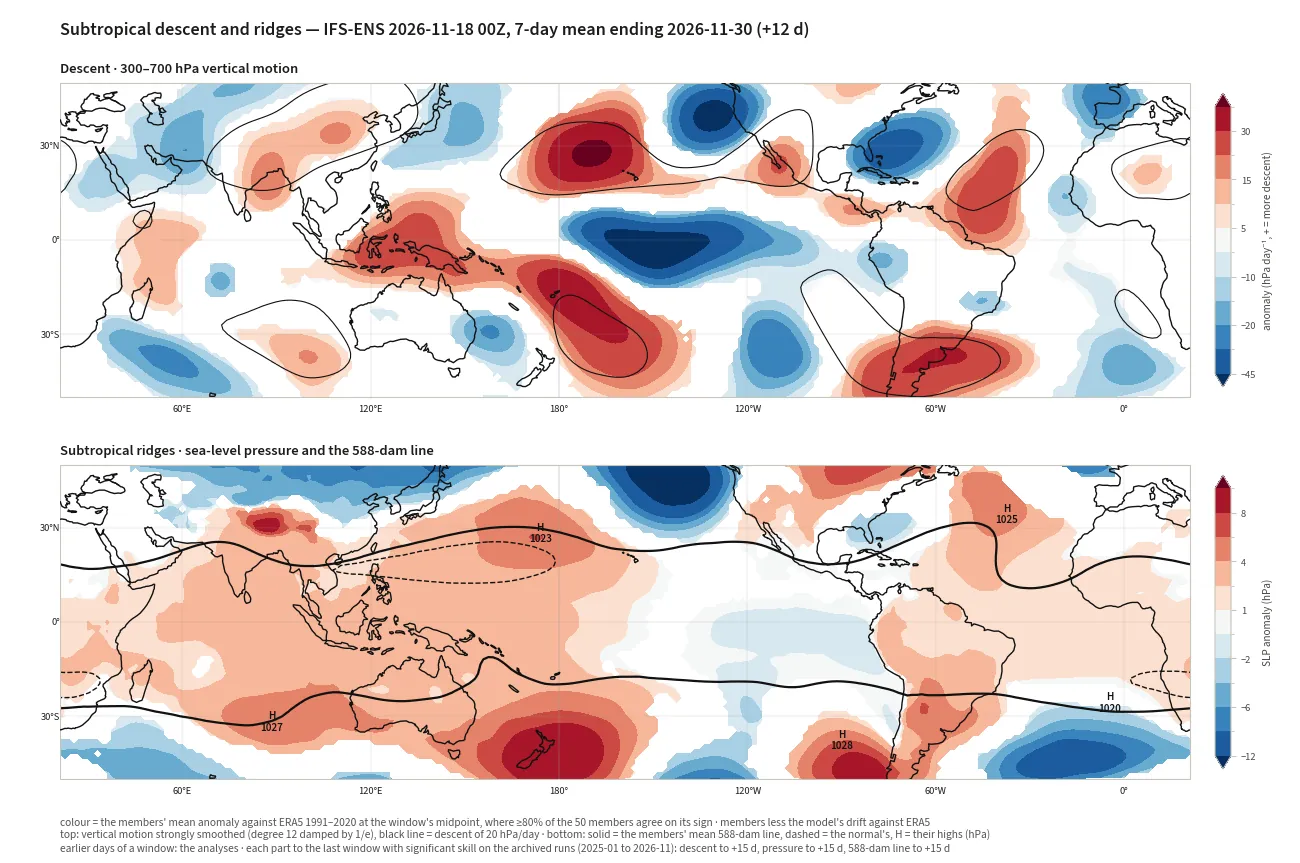 Subtropical descent and ridges — IFS-ENS 2026-11-18 00Z, 7-day mean ending 2026-11-30 (+12 d)
Descent · 300–700 hPa vertical motion
30°N
0°
30°S
60°E
120°E
180°
120°W
60°W
0°
30
15
5
−10
−20
−45
anomaly (hPa day⁻¹, + = more descent)
Subtropical ridges · sea-level pressure and the 588-dam line
30°N
0°
30°S
H
1023
H
1025
H
1027
H
1028
H
1020
60°E
120°E
180°
120°W
60°W
0°
8
4
1
−2
−6
−12
SLP anomaly (hPa)
colour = the members' mean anomaly against ERA5 1991–2020 at the window's midpoint, where ≥80% of the 50 members agree on its sign · members less the model's drift against ERA5
top: vertical motion strongly smoothed (degree 12 damped by 1/e), black line = descent of 20 hPa/day · bottom: solid = the members' mean 588-dam line, dashed = the normal's, H = their highs (hPa)
earlier days of a window: the analyses · each part to the last window with significant skill on the archived runs (2025-01 to 2026-11): descent to +15 d, pressure to +15 d, 588-dam line to +15 d